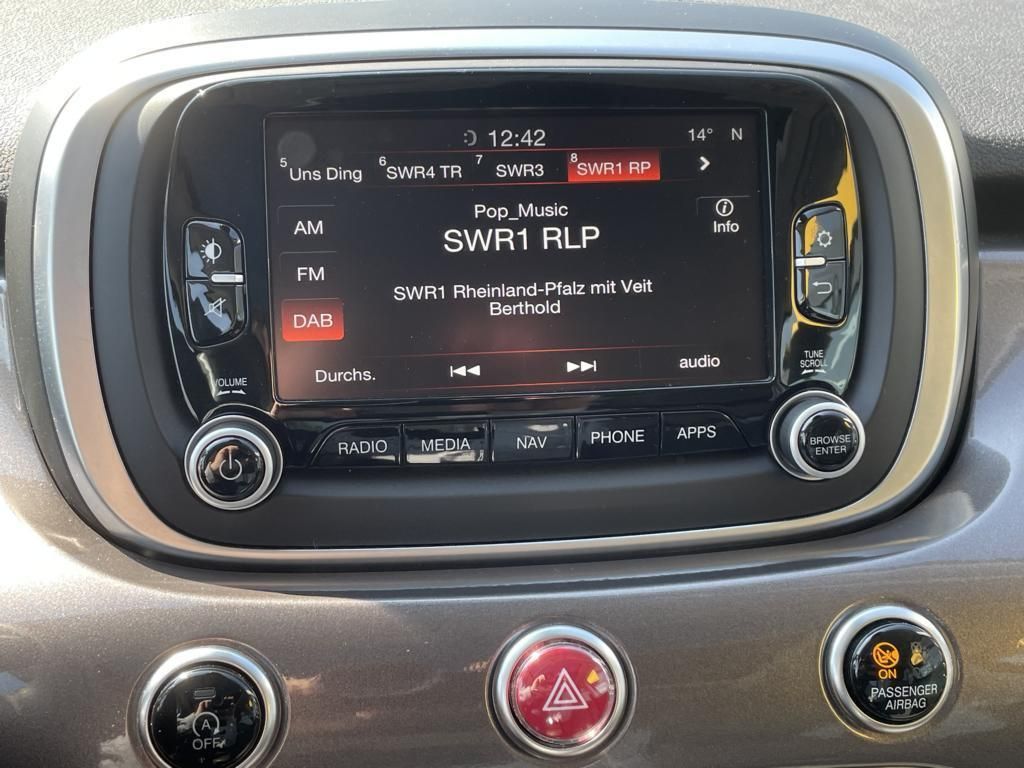 12:42
14° N
5 Uns Ding 6 SWR4 TR 7 SWR3 8 SWR1 RP
Pop_Music
Info
AM
SWR1 RLP
FM
SWR1 Rheinland-Pfalz mit Veit
Berthold
DAB
Durchs.
audio
VOLUME
TUNE
SCROLL
RADIO MEDIA NAV PHONE APPS
BROWSE
ENTER
A
OFF
ON
PASSENGER
AIRBAG